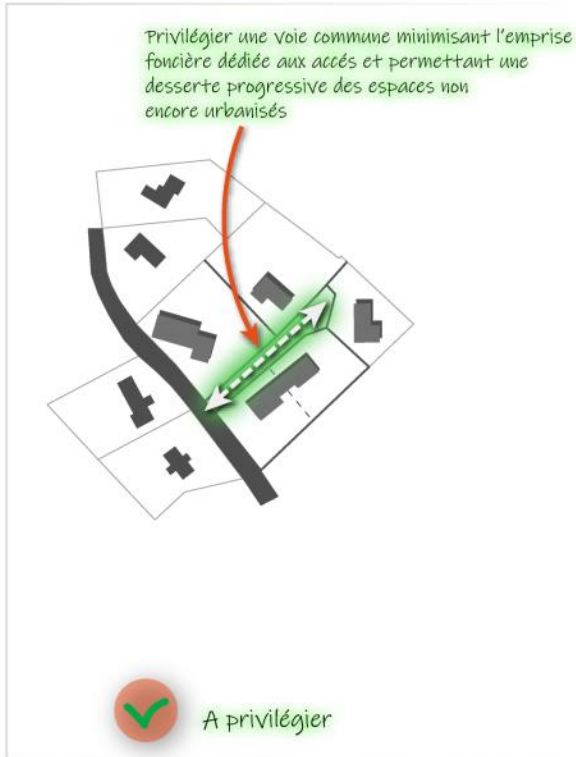 Privilégier une voie commune minimisant l'emprise
foncière dédiée aux accés et permettant une
desserte progressive des espaces non
encore urbanisés
A privilégier